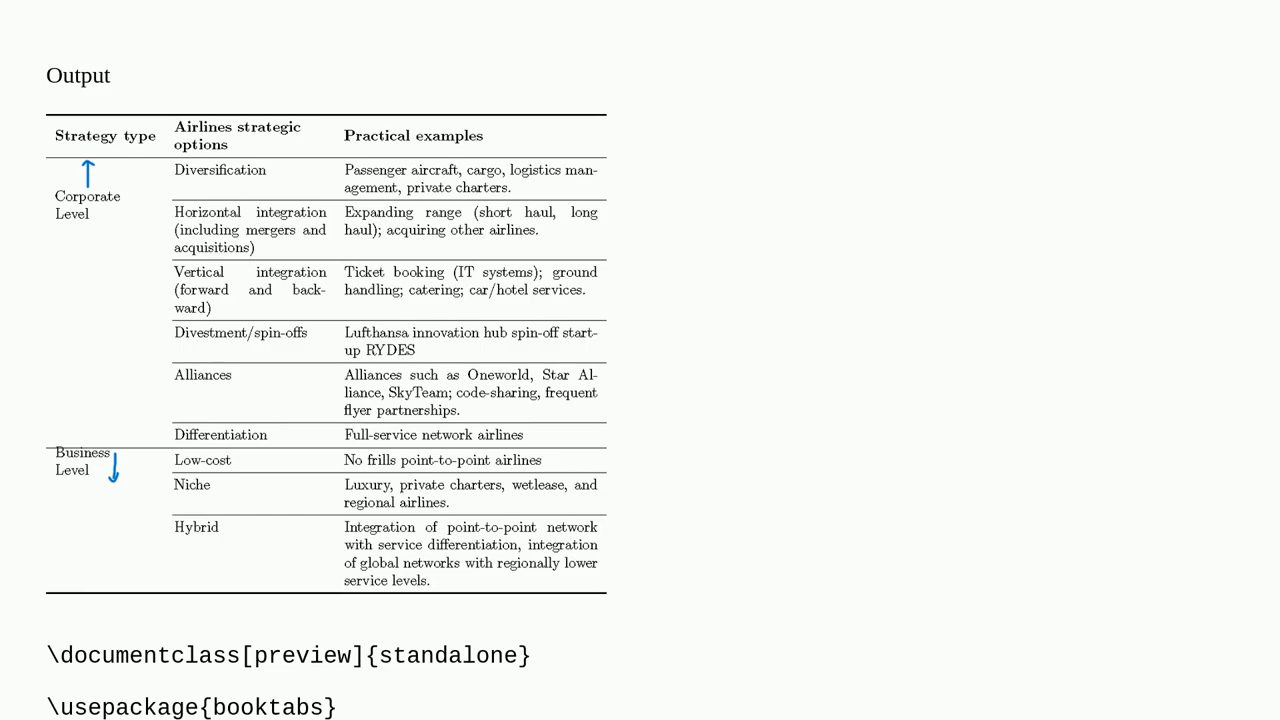 Output
Strategy type Airlines strategic options Practical examples
Corporate Level
Diversification Passenger aircraft, cargo, logistics man-
agement, private charters.
Horizontal integration Expanding range (short haul, long
(including mergers and haul); acquiring other airlines.
acquisitions)
Vertical integration Ticket booking (IT systems); ground
(forward and back- handling; catering; car/hotel services.
ward)
Divestment/spin-offs Lufthansa innovation hub spin-off start-
up RYDES
Alliances Alliances such as Oneworld, Star Al-
liance, SkyTeam; code-sharing, frequent
flyer partnerships.
Differentiation Full-service network airlines
Business Level
Low-cost No frills point-to-point airlines
Niche Luxury, private charters, wetlease, and
regional airlines.
Hybrid Integration of point-to-point network
with service differentiation, integration
of global networks with regionally lower
service levels.
\documentclass[preview]{standalone}
\usepackage{booktabs}